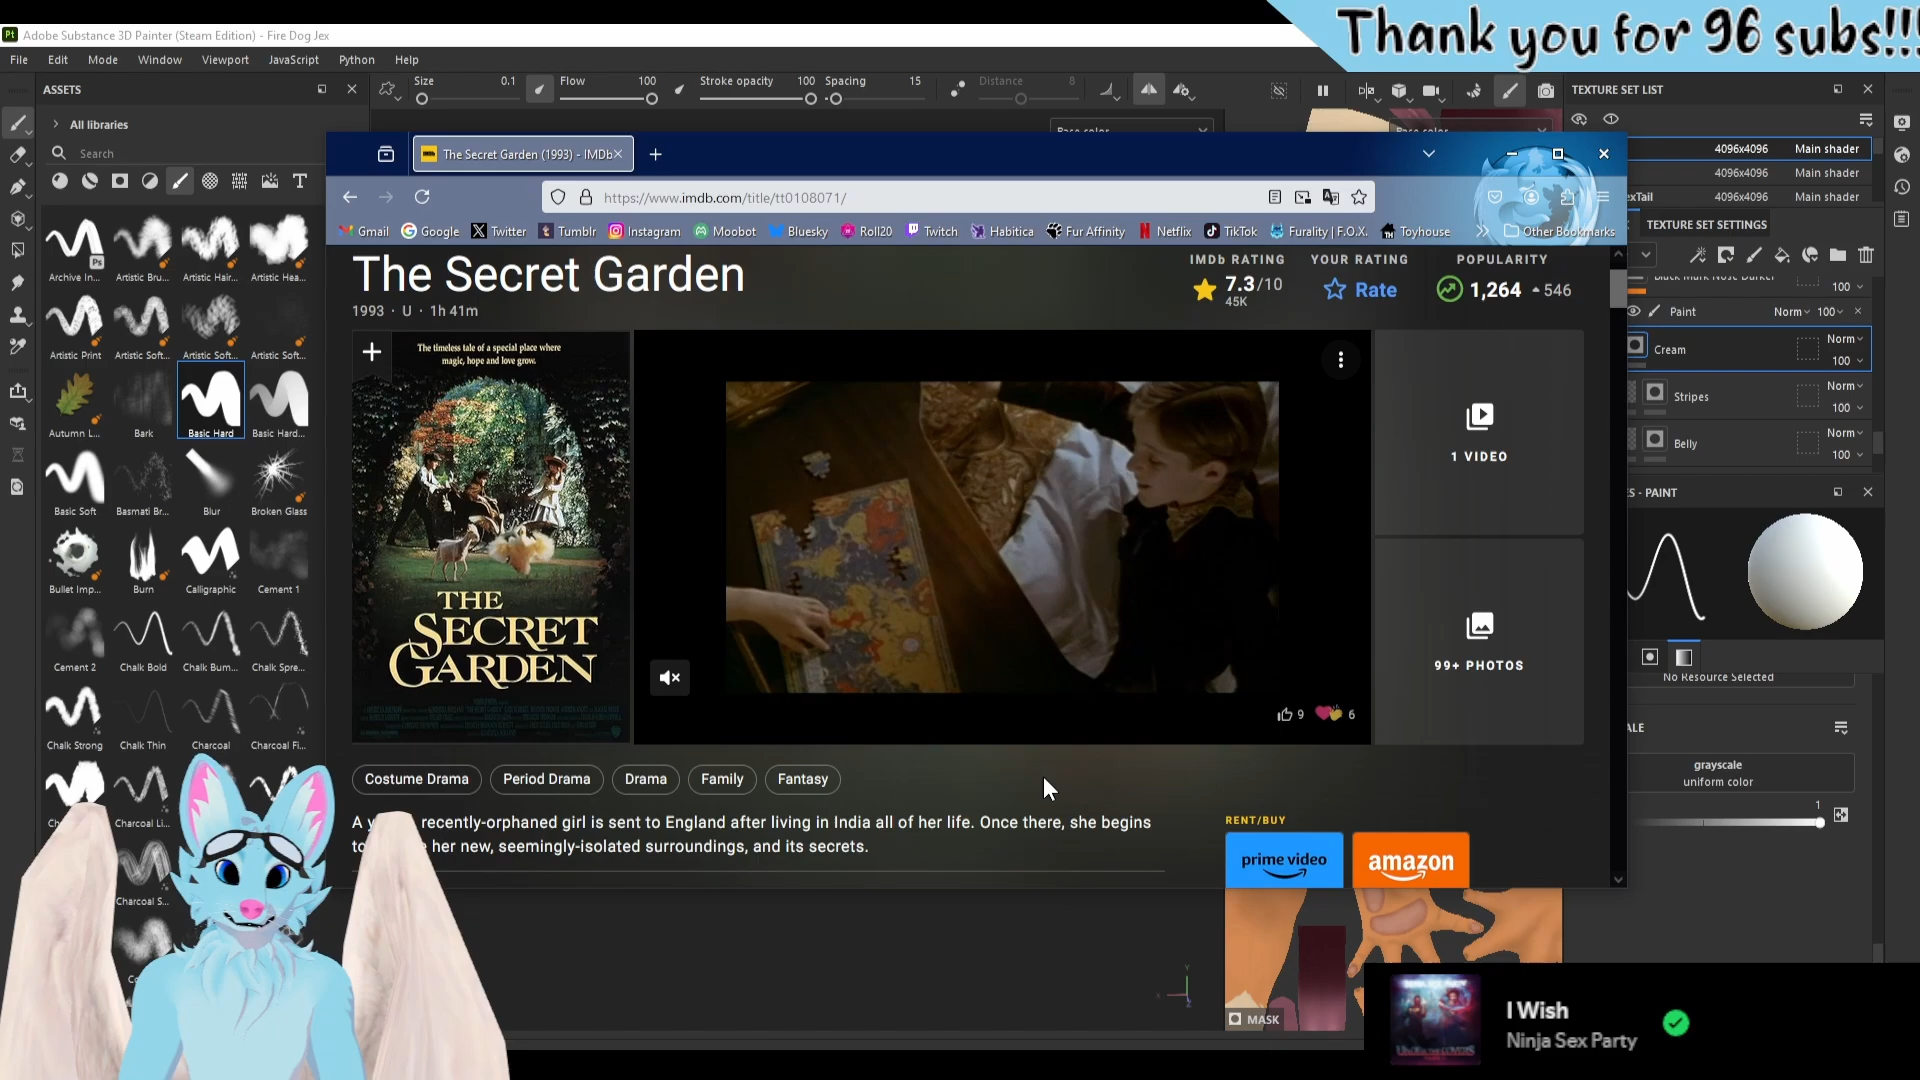 Thank you for 96 subs!!!
Adobe Substance 3D Painter (Steam Edition) - Fire Dog Jex
File Edit Mode Window Viewport JavaScript Python Help
ASSETS
Size 0.1 Flow 100 Stroke opacity 100 Spacing 15 Distance 8
TEXTURE SET LIST
All libraries
Search
Base color
4096x4096 Main shader
4096x4096 Main shader
4096x4096 Main shader
TEXTURE SET SETTINGS
The Secret Garden (1993) - IMDb
https://www.imdb.com/title/tt0108071/
Gmail Google Twitter Tumblr Instagram Moobot Bluesky Roll20 Twitch Habitica Fur Affinity Netflix TikTok Furality | F.O.X. Toyhouse Other Bookmarks
The Secret Garden
1993 · U · 1h 41m
IMDb RATING
7.3/10
45K
YOUR RATING
Rate
POPULARITY
1,264 546
The timeless tale of a special place where
magic, hope and love grow.
THE
SECRET
GARDEN
9 6
1 VIDEO
99+ PHOTOS
Costume Drama Period Drama Drama Family Fantasy
recently-orphaned girl is sent to England after living in India all of her life. Once there, she begins
her new, seemingly-isolated surroundings, and its secrets.
RENT/BUY
prime video
amazon
Archive In... Artistic Bru... Artistic Hair... Artistic Hea...
Artistic Print Artistic Soft... Artistic Soft... Artistic Soft...
Autumn L... Bark Basic Hard Basic Hard...
Basic Soft Basmati Br... Blur Broken Glass
Bullet Imp... Burn Calligraphic Cement 1
Cement 2 Chalk Bold Chalk Bum... Chalk Spre...
Chalk Strong Chalk Thin Charcoal Charcoal Fi...
Charcoal Li...
Charcoal S...
Black Mark Nose Darker
100
Paint Norm 100
Cream Norm
100
Stripes Norm
100
Belly Norm
100
S - PAINT
No Resource Selected
ALE
grayscale
uniform color
1
MASK
I Wish
Ninja Sex Party